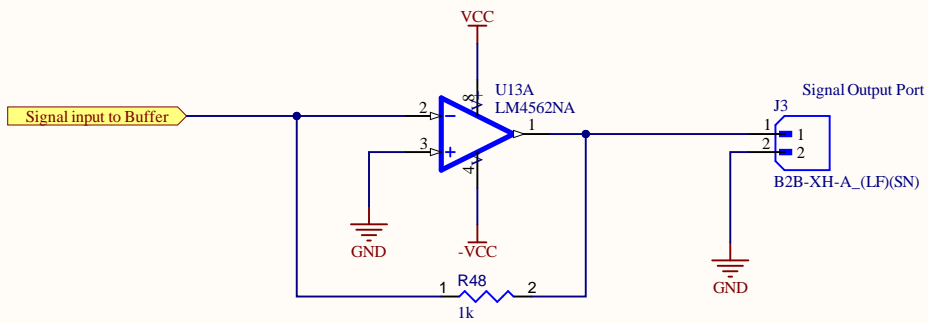 VCC
U13A
LM4562NA
8
V+
2
Signal input to Buffer
3
1
4
V-
GND
-VCC
R48
1
2
1k
Signal Output Port
J3
1
1
2
2
B2B-XH-A_(LF)(SN)
GND